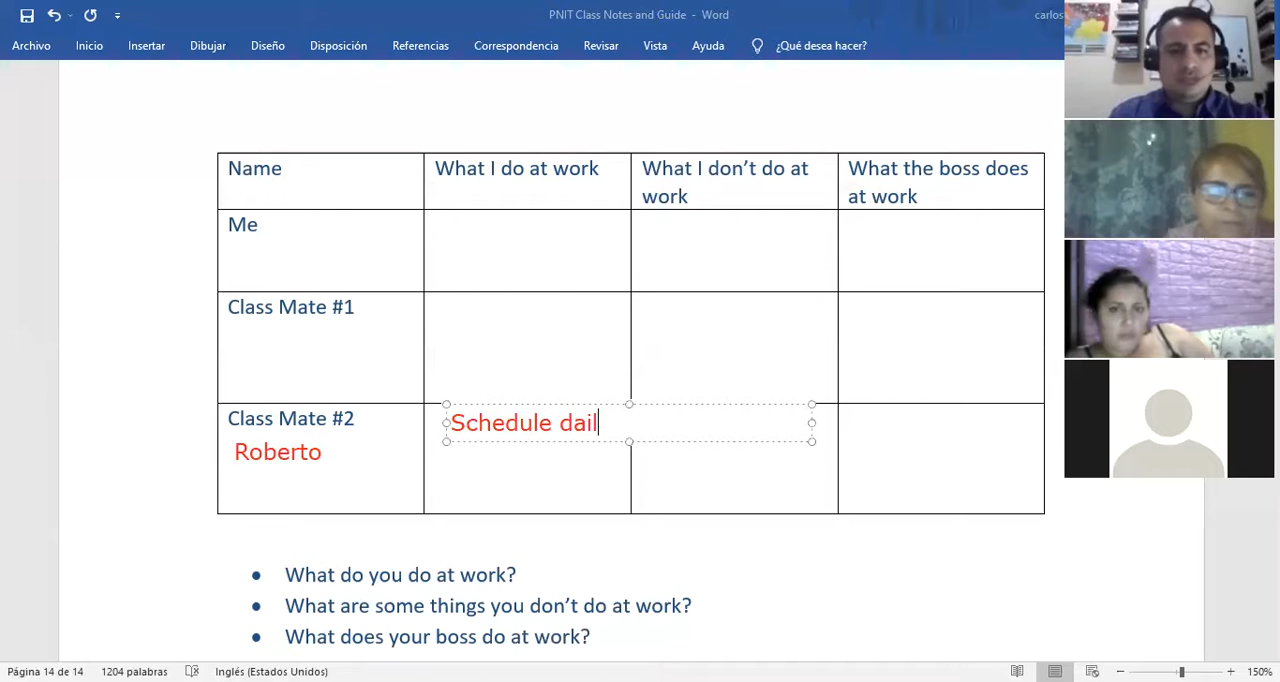 PNIT Class Notes and Guide - Word
carlos
Archivo Inicio Insertar Dibujar Diseño Disposición Referencias Correspondencia Revisar Vista Ayuda ¿Qué desea hacer?
Name What I do at work What I don't do at work What the boss does at work
Me
Class Mate #1
Class Mate #2 Schedule dail
Roberto
• What do you do at work?
• What are some things you don't do at work?
• What does your boss do at work?
Página 14 de 14 1204 palabras Inglés (Estados Unidos) 150%